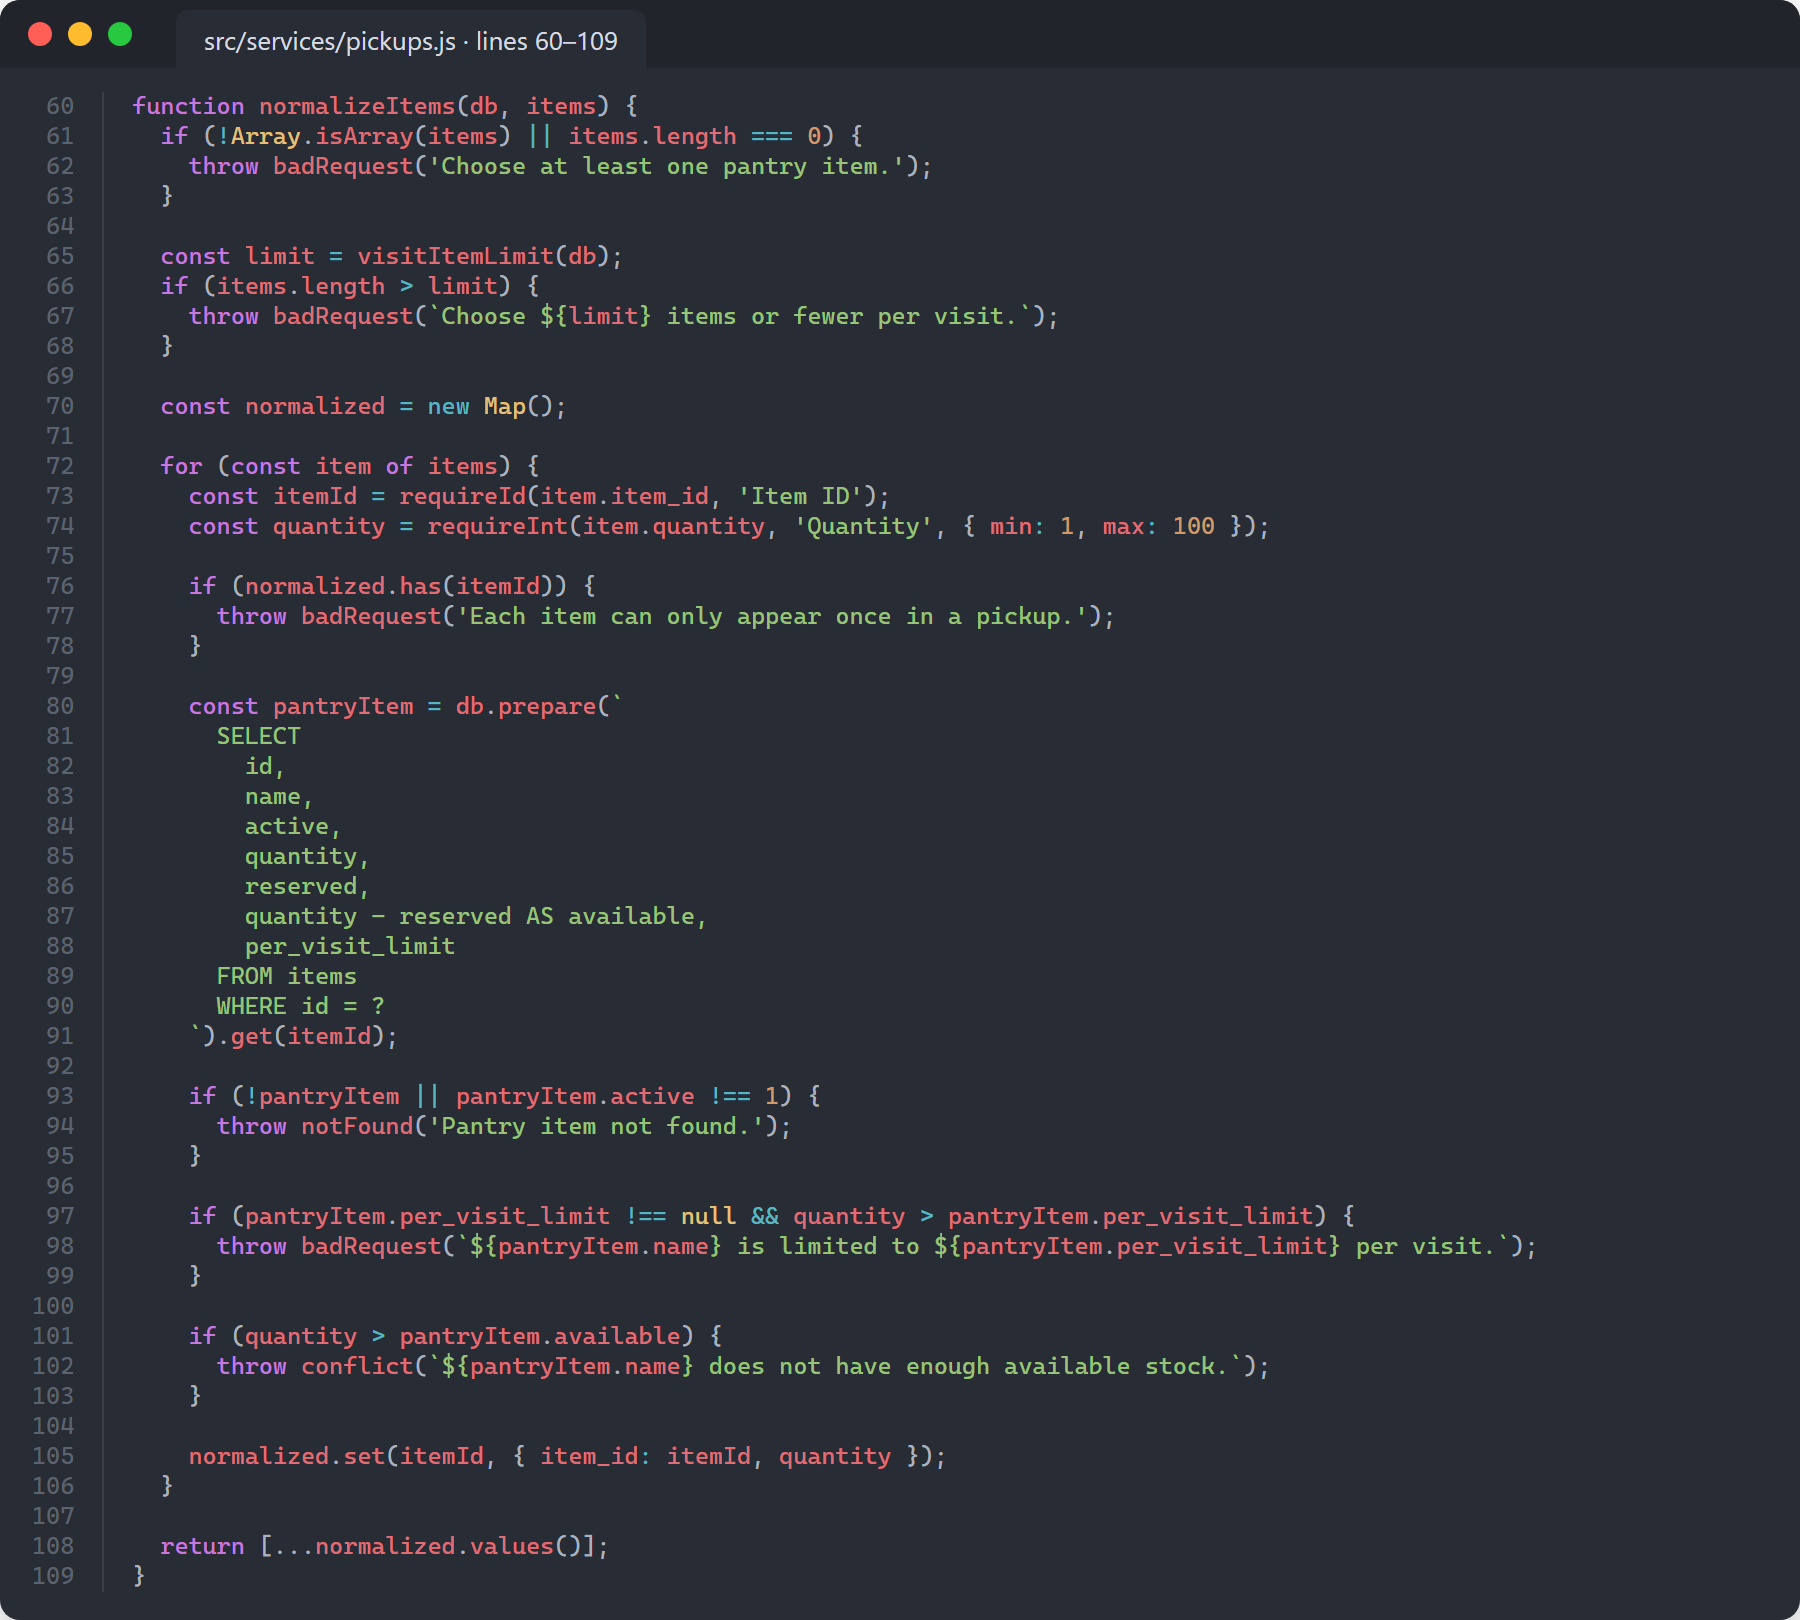 src/services/pickups.js · lines 60–109
60 function normalizeItems(db, items) {
61   if (!Array.isArray(items) || items.length === 0) {
62     throw badRequest('Choose at least one pantry item.');
63   }
64
65   const limit = visitItemLimit(db);
66   if (items.length > limit) {
67     throw badRequest(`Choose ${limit} items or fewer per visit.`);
68   }
69
70   const normalized = new Map();
71
72   for (const item of items) {
73     const itemId = requireId(item.item_id, 'Item ID');
74     const quantity = requireInt(item.quantity, 'Quantity', { min: 1, max: 100 });
75
76     if (normalized.has(itemId)) {
77       throw badRequest('Each item can only appear once in a pickup.');
78     }
79
80     const pantryItem = db.prepare(`
81       SELECT
82         id,
83         name,
84         active,
85         quantity,
86         reserved,
87         quantity - reserved AS available,
88         per_visit_limit
89       FROM items
90       WHERE id = ?
91     `).get(itemId);
92
93     if (!pantryItem || pantryItem.active !== 1) {
94       throw notFound('Pantry item not found.');
95     }
96
97     if (pantryItem.per_visit_limit !== null && quantity > pantryItem.per_visit_limit) {
98       throw badRequest(`${pantryItem.name} is limited to ${pantryItem.per_visit_limit} per visit.`);
99     }
100
101     if (quantity > pantryItem.available) {
102       throw conflict(`${pantryItem.name} does not have enough available stock.`);
103     }
104
105     normalized.set(itemId, { item_id: itemId, quantity });
106   }
107
108   return [...normalized.values()];
109 }